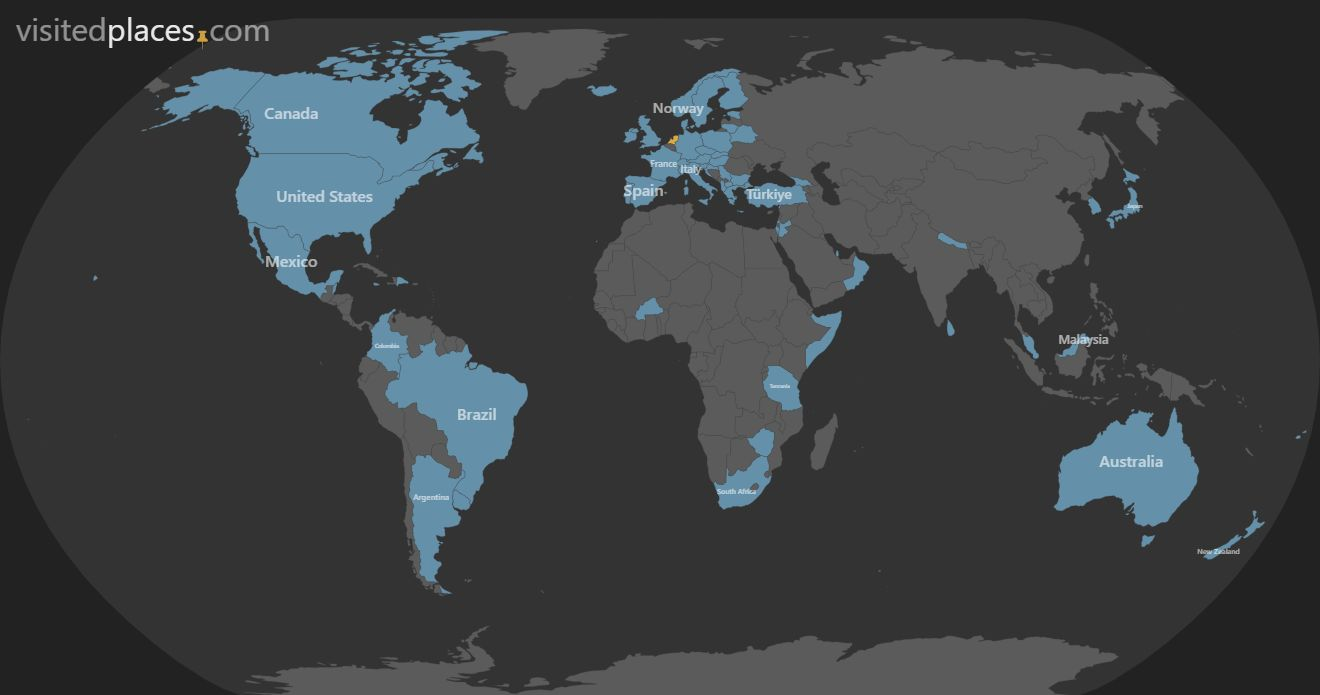 visitedplaces.com
Canada
Norway
France
Italy
United States
Spain
Türkiye
Japan
Mexico
Colombia
Malaysia
Tanzania
Brazil
Australia
Argentina
South Africa
New Zealand